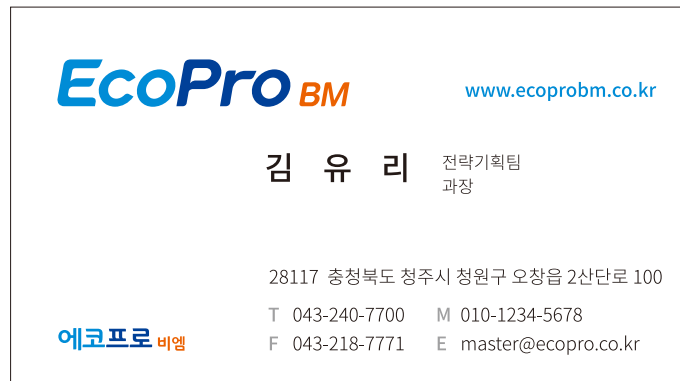 EcoPro BM
www.ecoprobm.co.kr
김 유 리 전략기획팀
과장
28117 충청북도 청주시 청원구 오창읍 2산단로 100
T 043-240-7700 M 010-1234-5678
에코프로 비엠
F 043-218-7771 E master@ecopro.co.kr